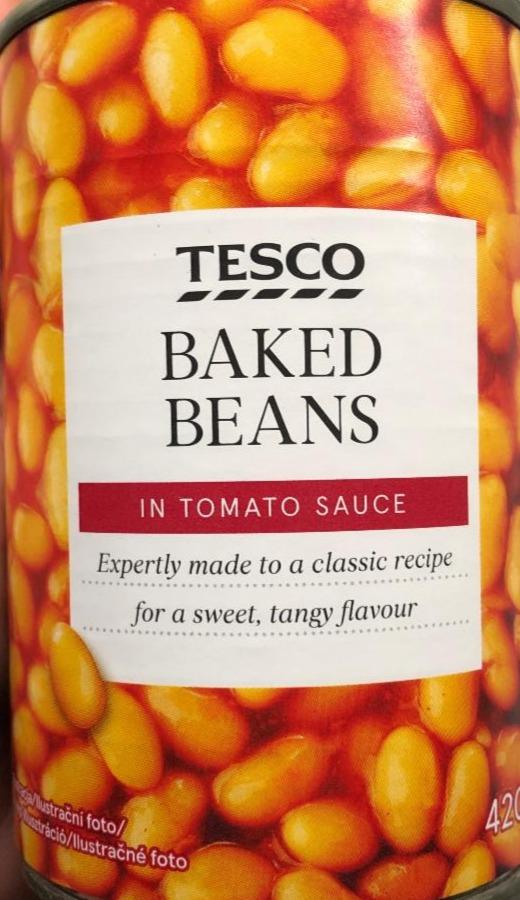 TESCO
BAKED
BEANS
IN TOMATO SAUCE
Expertly made to a classic recipe
for a sweet, tangy flavour
/Ilustrační foto/
/Ilustračné foto
420